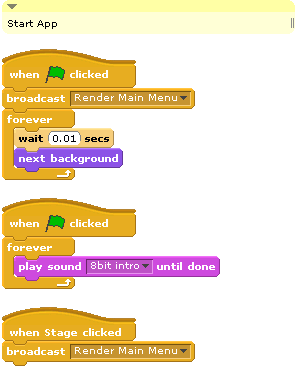 Start App
when clicked
broadcast Render Main Menu
forever
wait 0.01 secs
next background
when clicked
forever
play sound 8bit intro until done
when Stage clicked
broadcast Render Main Menu